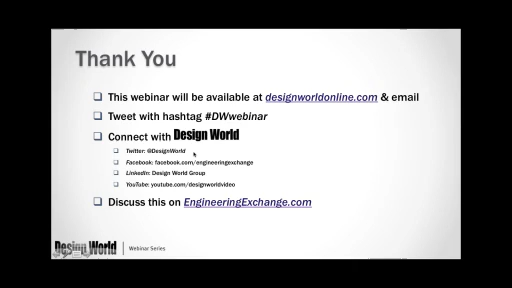 Thank You
This webinar will be available at designworldonline.com & email
Tweet with hashtag #DWwebinar
Connect with Design World
Twitter: @DesignWorld
Facebook: facebook.com/engineeringexchange
LinkedIn: Design World Group
YouTube: youtube.com/designworldvideo
Discuss this on EngineeringExchange.com
Design World | Webinar Series